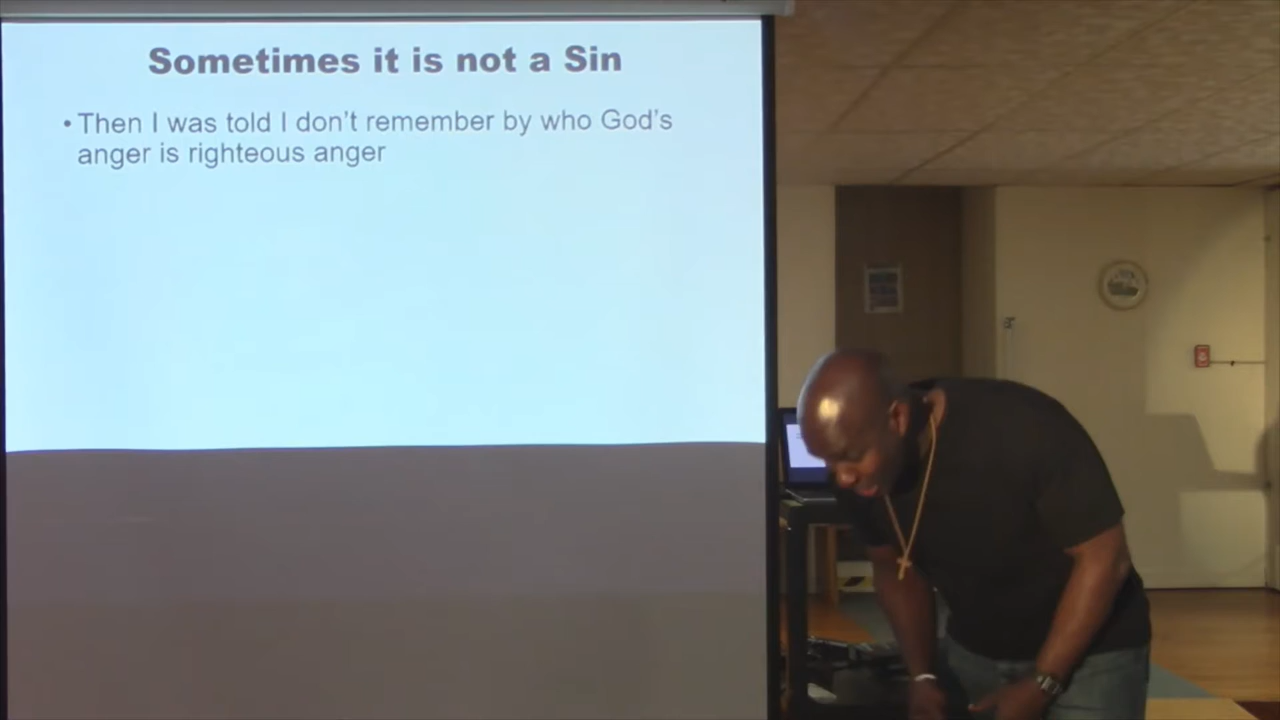 Sometimes it is not a Sin
• Then I was told I don't remember by who God's
anger is righteous anger